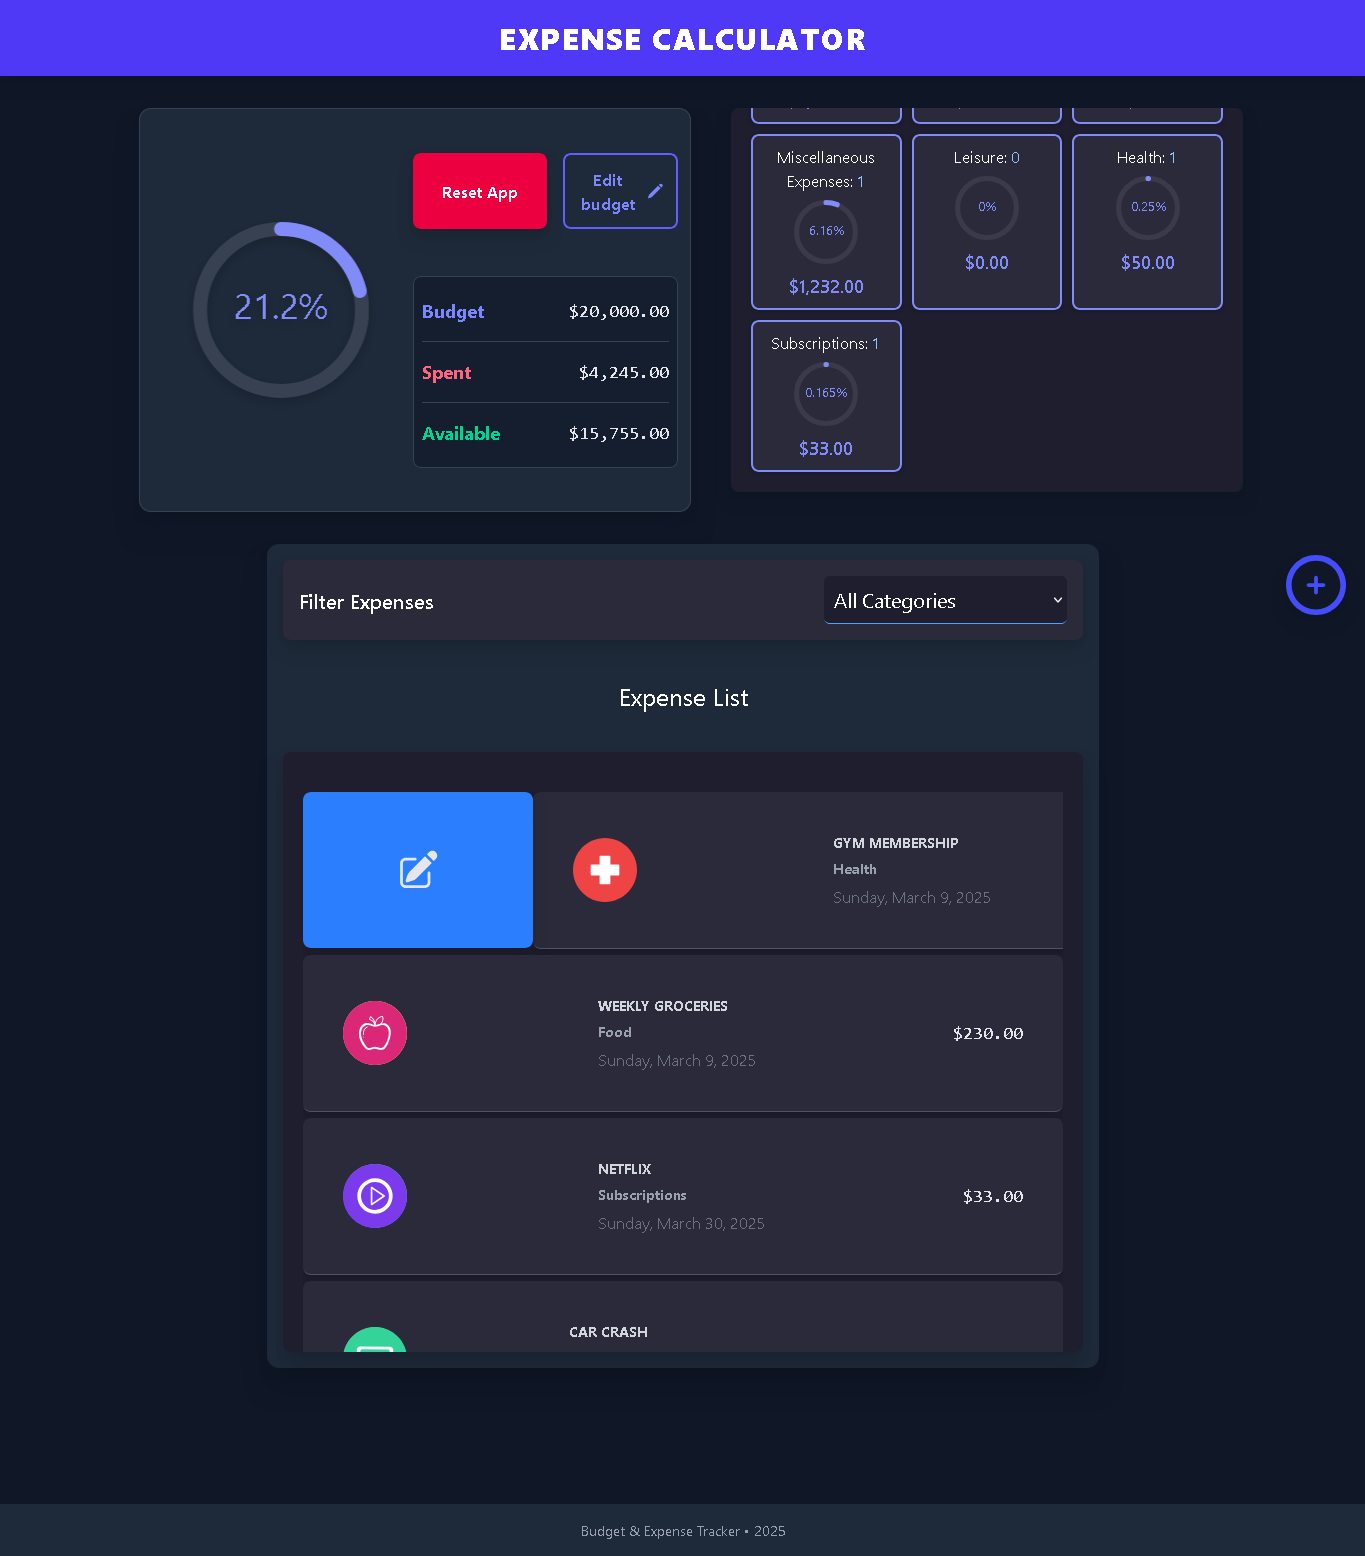 EXPENSE CALCULATOR
Reset App
Edit
budget
21.2%
Budget $20,000.00
Spent $4,245.00
Available $15,755.00
Miscellaneous
Expenses: 1
6.16%
$1,232.00
Leisure: 0
0%
$0.00
Health: 1
0.25%
$50.00
Subscriptions: 1
0.165%
$33.00
Filter Expenses
All Categories
Expense List
GYM MEMBERSHIP
Health
Sunday, March 9, 2025
WEEKLY GROCERIES
Food
Sunday, March 9, 2025
$230.00
NETFLIX
Subscriptions
Sunday, March 30, 2025
$33.00
CAR CRASH
Budget & Expense Tracker • 2025